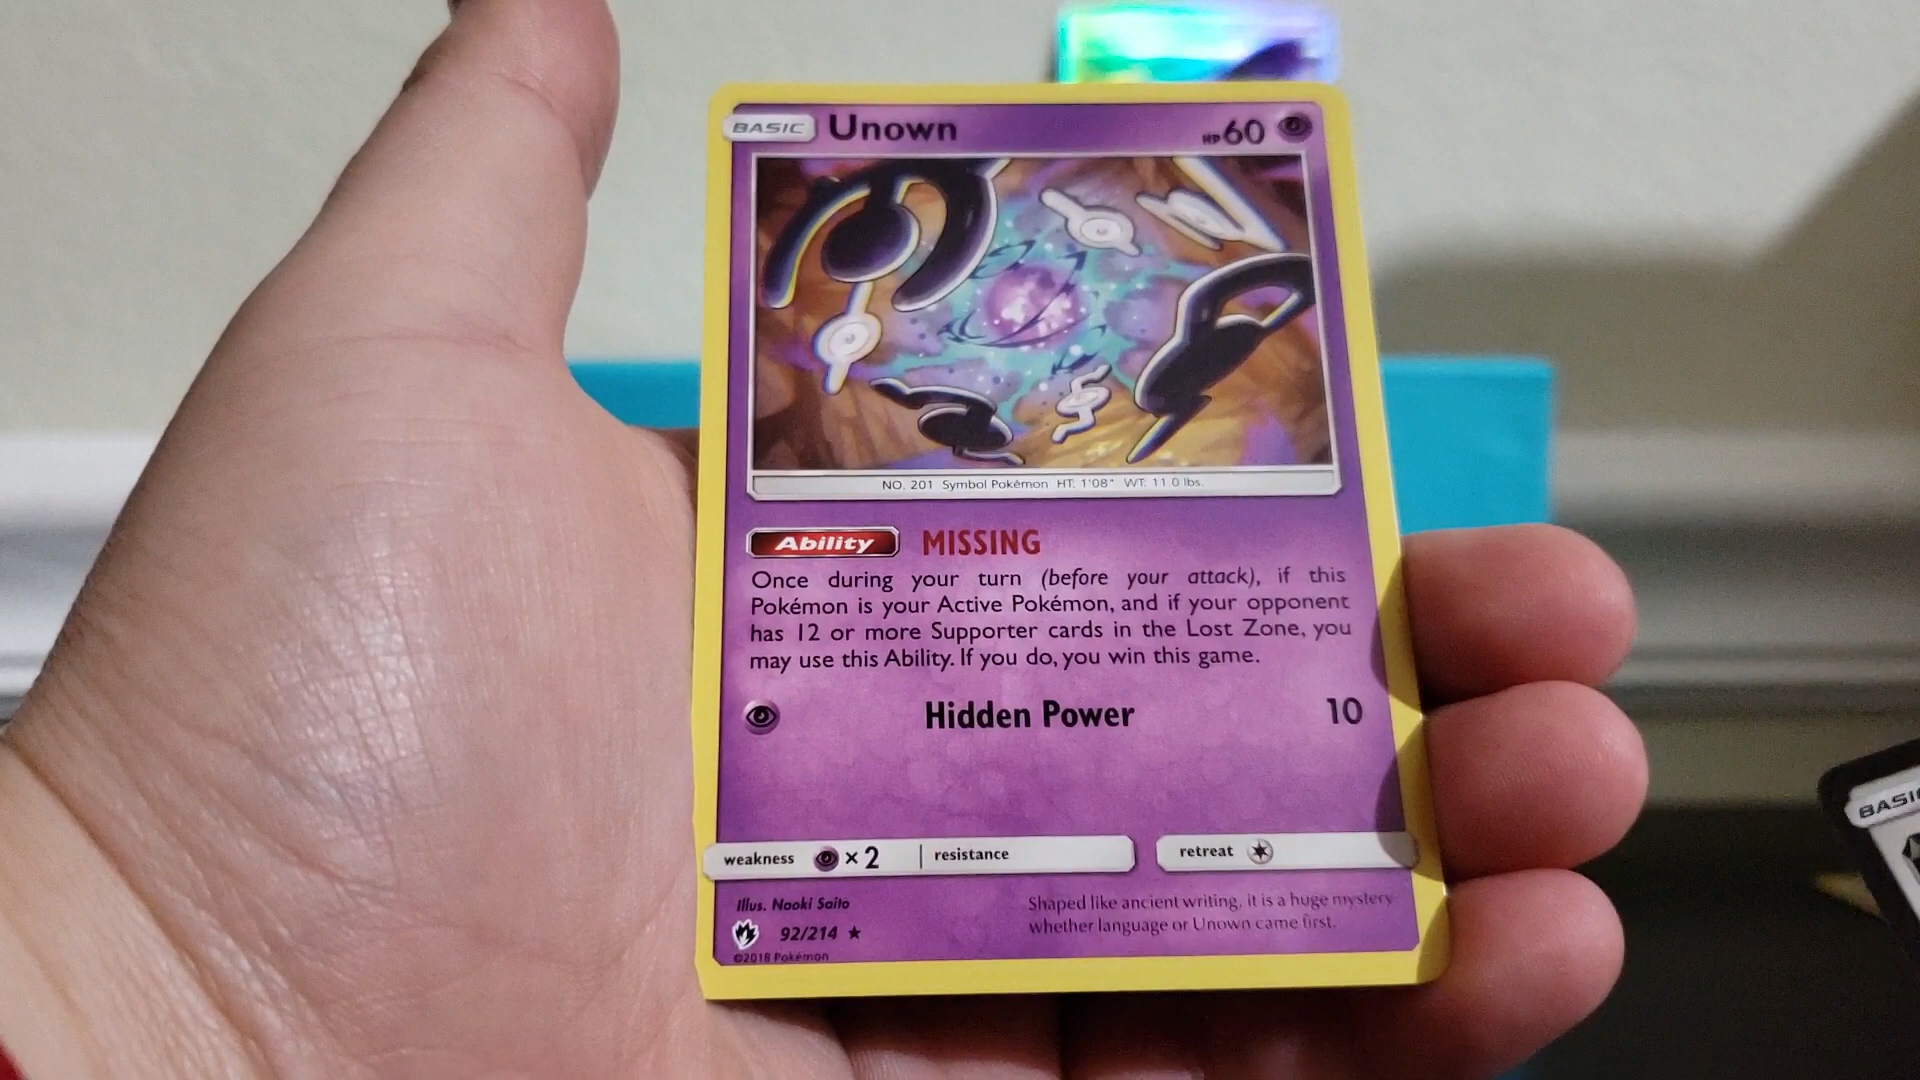 BASIC Unown HP 60
NO. 201 Symbol Pokémon HT: 1'08" WT: 11.0 lbs.
Ability MISSING
Once during your turn (before your attack), if this
Pokémon is your Active Pokémon, and if your opponent
has 12 or more Supporter cards in the Lost Zone, you
may use this Ability. If you do, you win this game.
Hidden Power 10
weakness ×2 resistance retreat
Illus. Naoki Saito
Shaped like ancient writing, it is a huge mystery
whether language or Unown came first.
92/214 ★
©2018 Pokémon